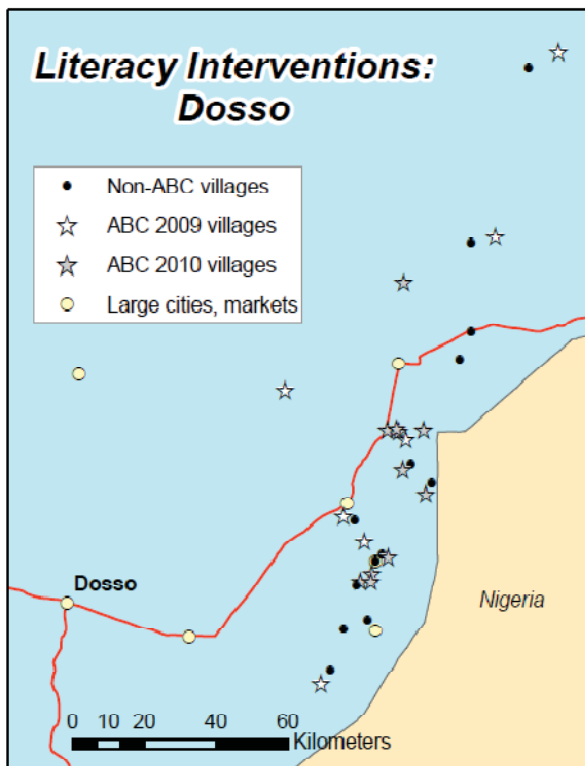 Literacy Interventions:
Dosso
Non-ABC villages
ABC 2009 villages
ABC 2010 villages
Large cities, markets
Dosso
Nigeria
0 10 20 40 60
Kilometers